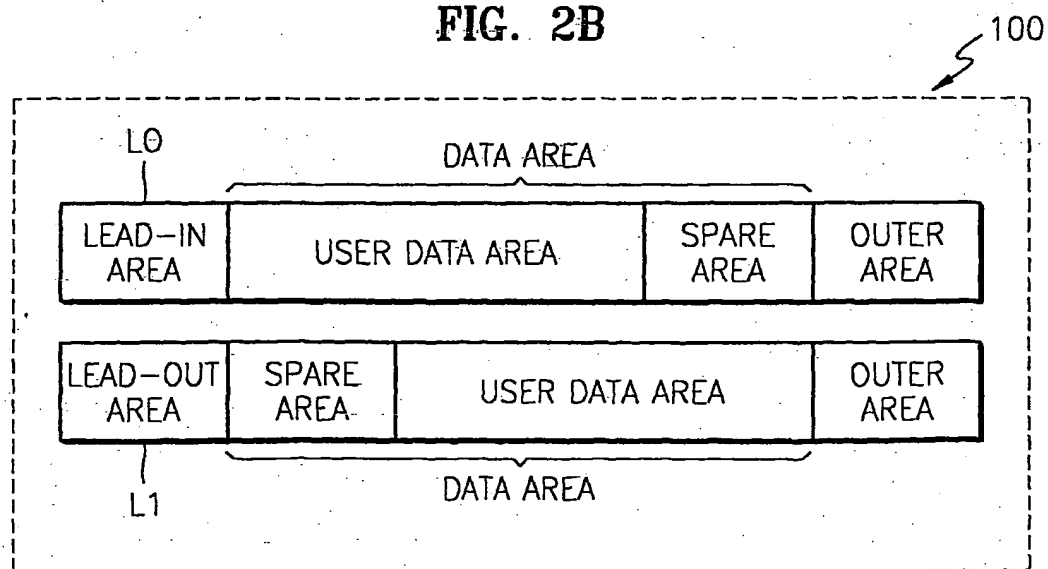 FIG. 2B
100
L0
DATA AREA
LEAD-IN
AREA
USER DATA AREA
SPARE
AREA
OUTER
AREA
LEAD-OUT
AREA
SPARE
AREA
USER DATA AREA
OUTER
AREA
DATA AREA
L1